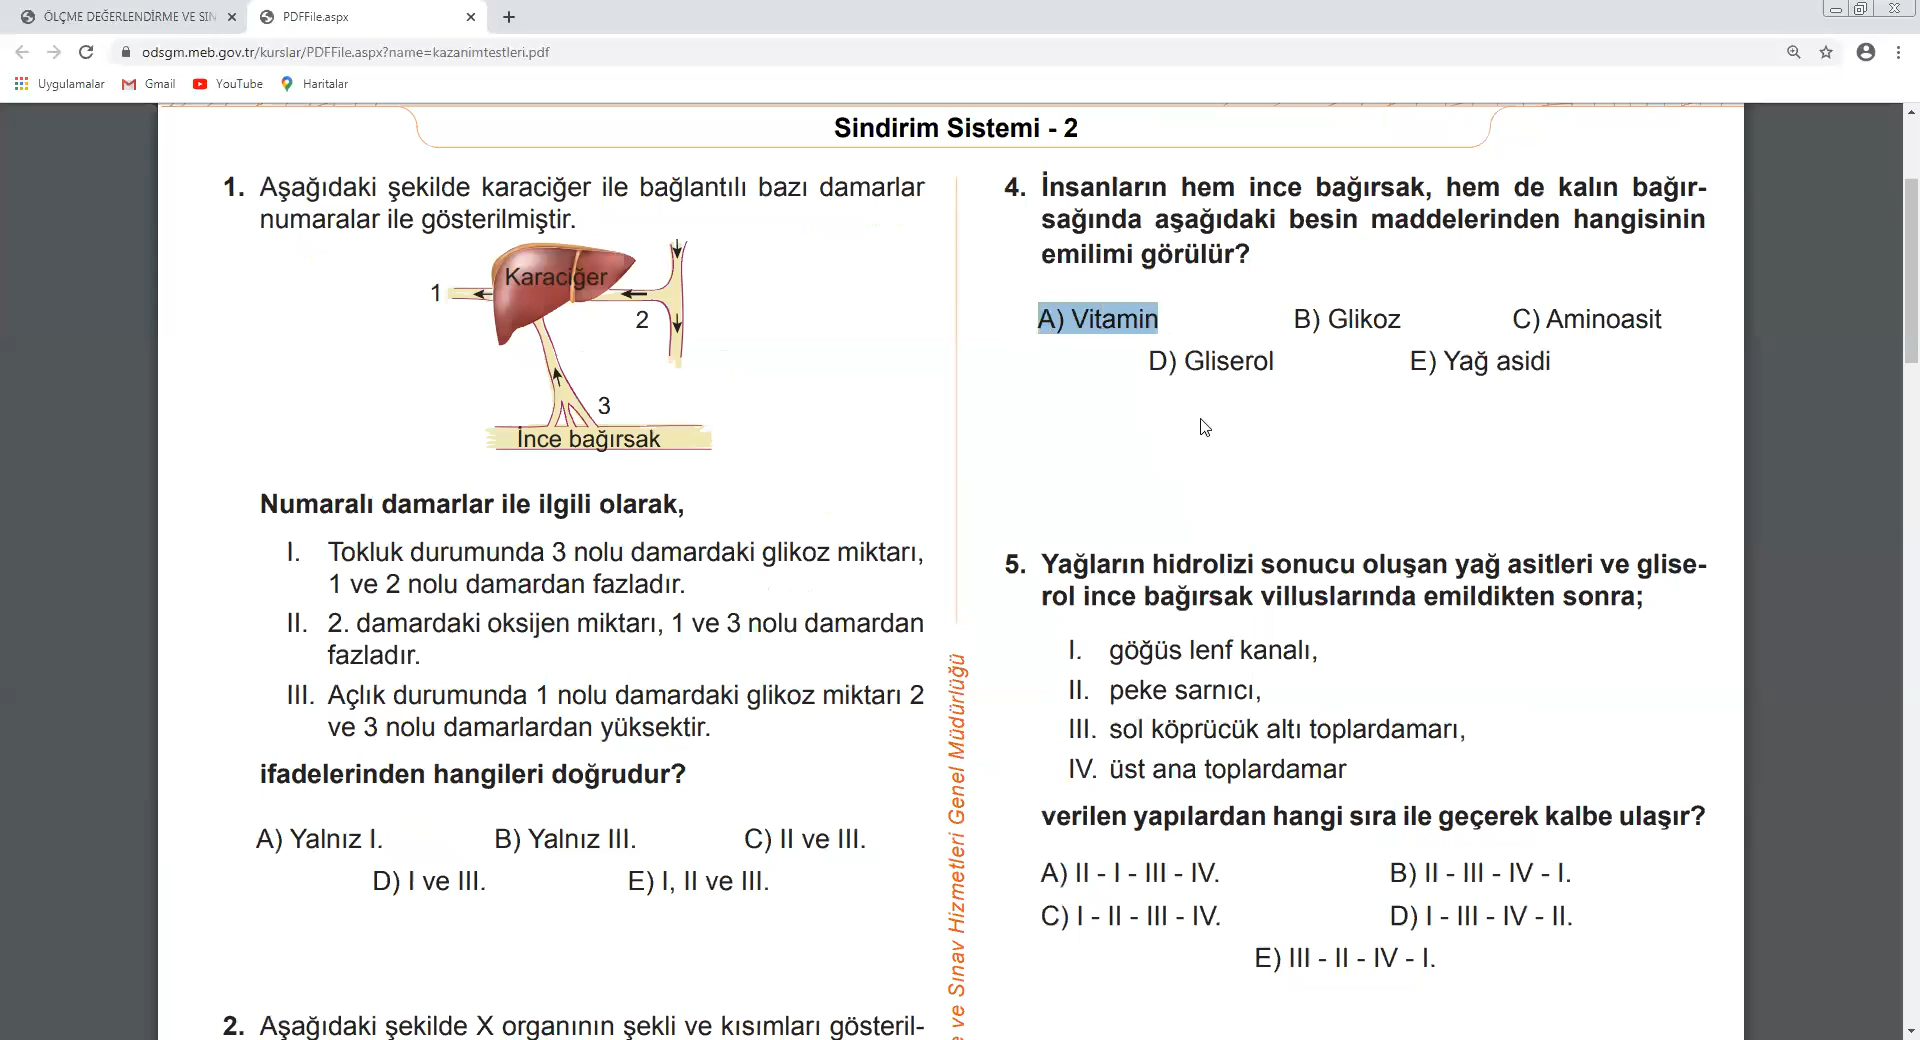 ÖLÇME DEĞERLENDİRME VE SIN
PDFFile.aspx
odsgm.meb.gov.tr/kurslar/PDFFile.aspx?name=kazanimtestleri.pdf
Uygulamalar
Gmail
YouTube
Haritalar
Sindirim Sistemi - 2
1. Aşağıdaki şekilde karaciğer ile bağlantılı bazı damarlar
numaralar ile gösterilmiştir.
Karaciğer
1
2
3
İnce bağırsak
Numaralı damarlar ile ilgili olarak,
I. Tokluk durumunda 3 nolu damardaki glikoz miktarı,
1 ve 2 nolu damardan fazladır.
II. 2. damardaki oksijen miktarı, 1 ve 3 nolu damardan
fazladır.
III. Açlık durumunda 1 nolu damardaki glikoz miktarı 2
ve 3 nolu damarlardan yüksektir.
ifadelerinden hangileri doğrudur?
A) Yalnız I. B) Yalnız III. C) II ve III.
D) I ve III. E) I, II ve III.
2. Aşağıdaki şekilde X organının şekli ve kısımları gösteril-
e ve Sınav Hizmetleri Genel Müdürlüğü
4. İnsanların hem ince bağırsak, hem de kalın bağır-
sağında aşağıdaki besin maddelerinden hangisinin
emilimi görülür?
A) Vitamin B) Glikoz C) Aminoasit
D) Gliserol E) Yağ asidi
5. Yağların hidrolizi sonucu oluşan yağ asitleri ve glise-
rol ince bağırsak villuslarında emildikten sonra;
I. göğüs lenf kanalı,
II. peke sarnıcı,
III. sol köprücük altı toplardamarı,
IV. üst ana toplardamar
verilen yapılardan hangi sıra ile geçerek kalbe ulaşır?
A) II - I - III - IV. B) II - III - IV - I.
C) I - II - III - IV. D) I - III - IV - II.
E) III - II - IV - I.